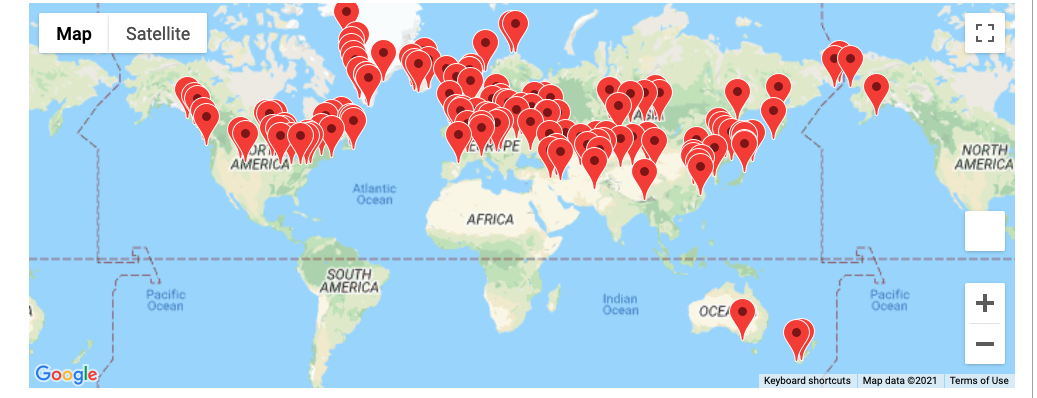 Map
Satellite
ASIA
NORTH
AMERICA
EUROPE
NORTH
AMERICA
Atlantic
Ocean
AFRICA
SOUTH
AMERICA
Pacific
Ocean
Indian
Ocean
OCEA
Pacific
Ocean
A
Google
Keyboard shortcuts
Map data ©2021
Terms of Use